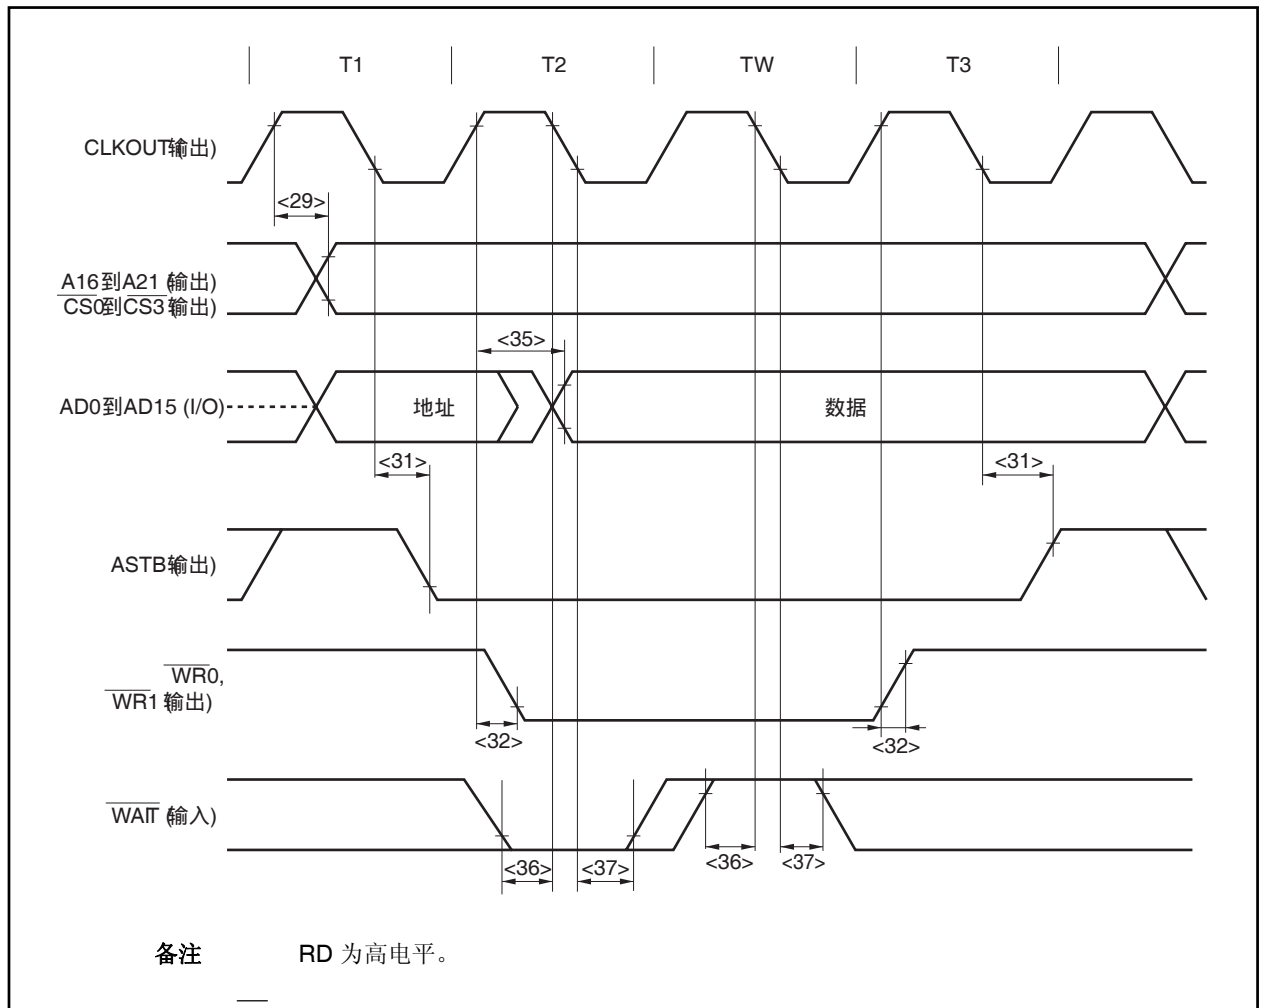 T1 T2 TW T3
CLKOUT输出)
<29>
A16到A21 (输出)
CS0到CS3 输出)
<35>
AD0到AD15 (I/O)
地址
数据
<31> <31>
ASTB输出)
WR0,
WR1 输出)
<32> <32>
WAIT (输入)
<36> <37> <36> <37>
备注 RD 为高电平。